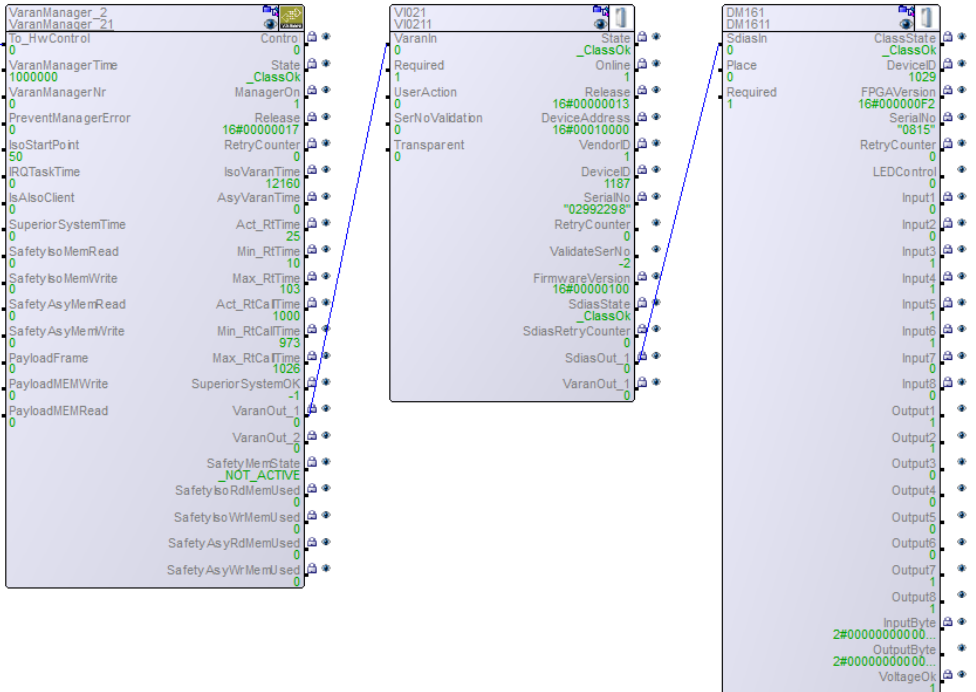 VaranManager_2
VaranManager_21
To_HwControl
0
VaranManagerTime
1000000
VaranManagerNr
0
PreventManagerError
0
IsoStartPoint
50
IRQTaskTime
0
IsAlsoClient
0
SuperiorSystemTime
0
SafetyIsoMemRead
0
SafetyIsoMemWrite
0
SafetyAsyMemRead
0
SafetyAsyMemWrite
0
PayloadFrame
0
PayloadMEMWrite
0
PayloadMEMRead
0
Contro
0
State
_ClassOk
ManagerOn
1
Release
16#00000017
RetryCounter
0
IsoVaranTime
12160
AsyVaranTime
0
Act_RtTime
25
Min_RtTime
10
Max_RtTime
103
Act_RtCallTime
1000
Min_RtCallTime
973
Max_RtCallTime
1026
SuperiorSystemOK
-1
VaranOut_1
0
VaranOut_2
0
SafetyMemState
_NOT_ACTIVE
SafetyIsoRdMemUsed
0
SafetyIsoWrMemUsed
0
SafetyAsyRdMemUsed
0
SafetyAsyWrMemUsed
0
VI021
VI0211
VaranIn
0
Required
1
UserAction
0
SerNoValidation
0
Transparent
0
State
_ClassOk
Online
1
Release
16#00000013
DeviceAddress
16#00010000
VendorID
1
DeviceID
1187
SerialNo
"02992298"
RetryCounter
0
ValidateSerNo
-2
FirmwareVersion
16#00000100
SdiasState
_ClassOk
SdiasRetryCounter
0
SdiasOut_1
0
VaranOut_1
0
DM161
DM1611
SdiasIn
0
Place
0
Required
1
ClassState
_ClassOk
DeviceID
1029
FPGAVersion
16#000000F2
SerialNo
"0815"
RetryCounter
0
LEDControl
0
Input1
0
Input2
0
Input3
1
Input4
1
Input5
1
Input6
1
Input7
0
Input8
0
Output1
1
Output2
1
Output3
0
Output4
0
Output5
0
Output6
0
Output7
1
Output8
1
InputByte
2#00000000000...
OutputByte
2#00000000000...
VoltageOk
1